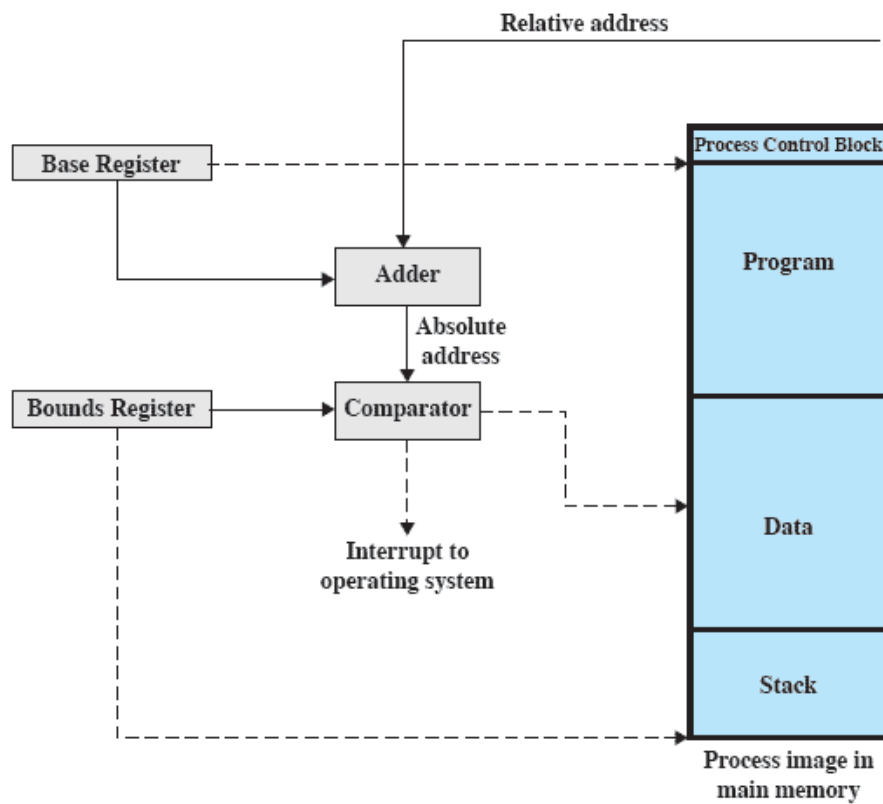 Relative address
Process Control Block
Base Register
Program
Adder
Absolute
address
Bounds Register
Comparator
Data
Interrupt to
operating system
Stack
Process image in
main memory